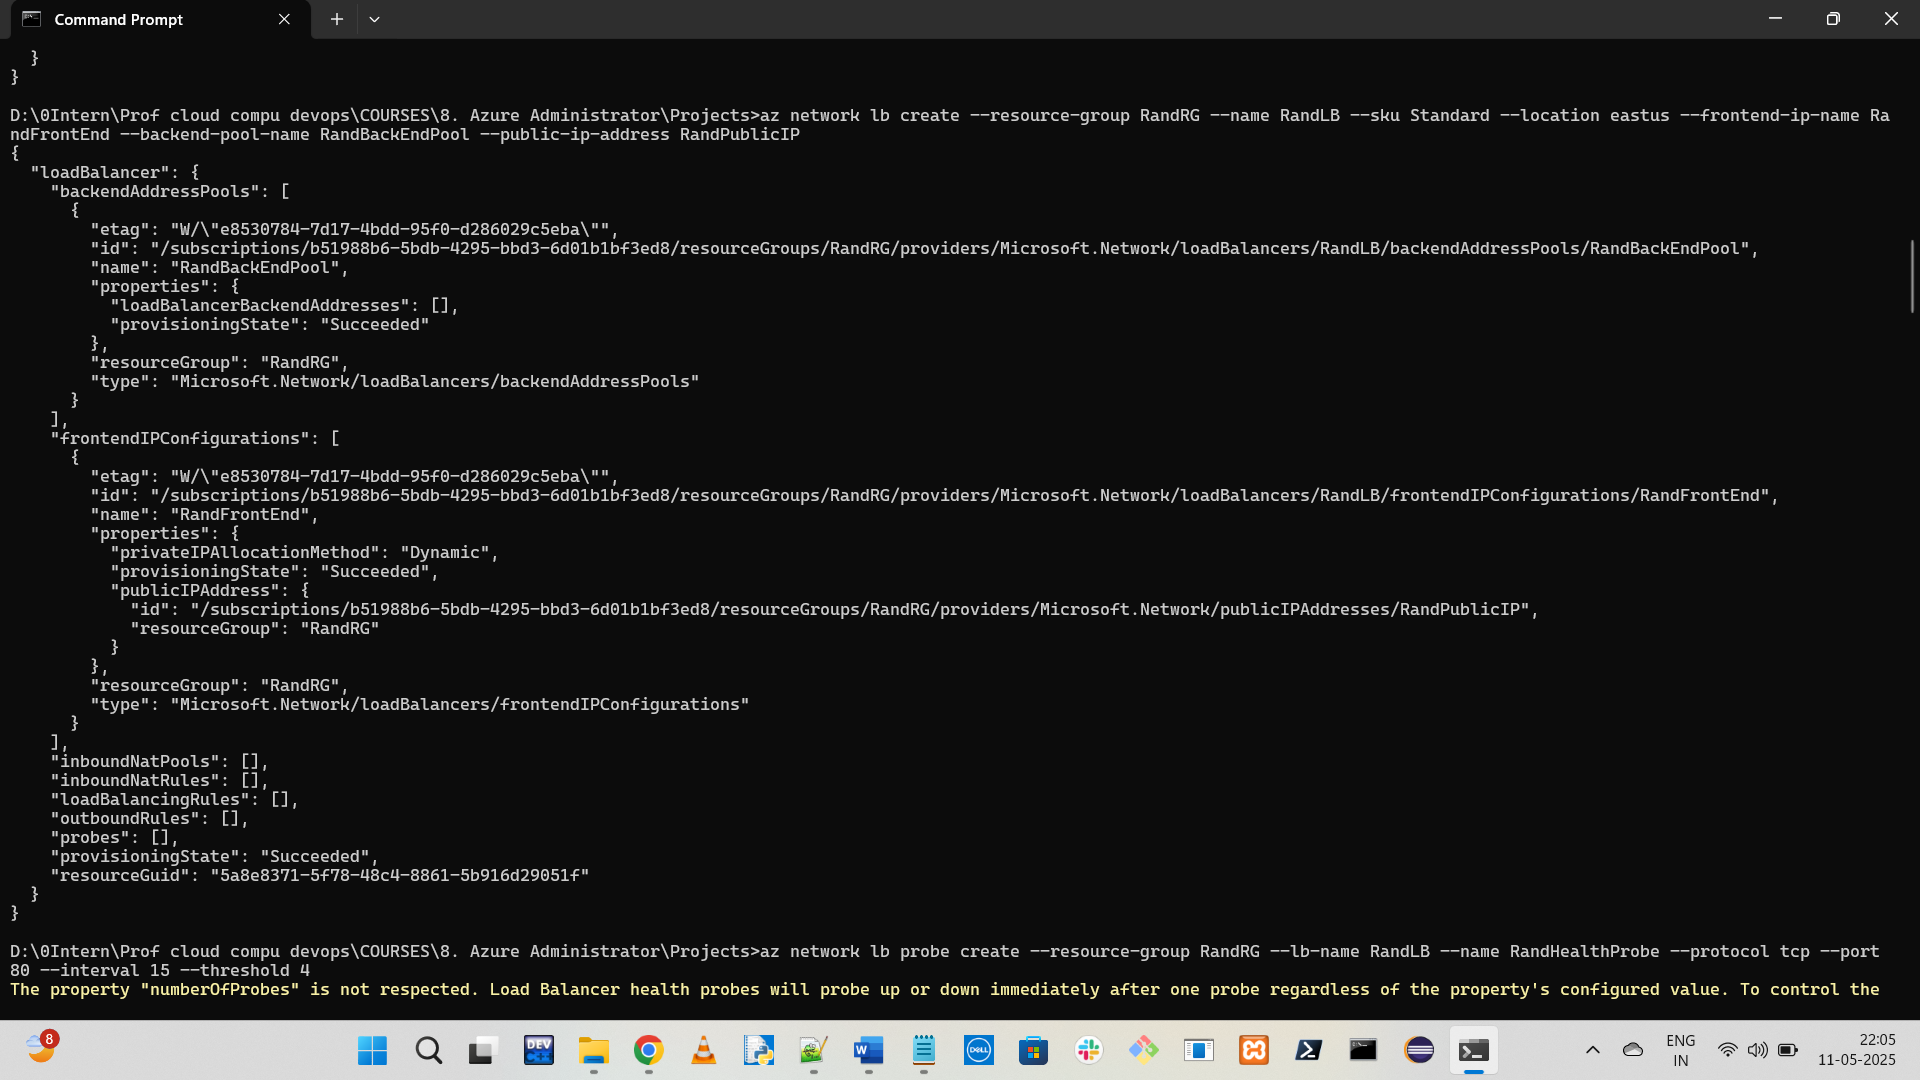 Command Prompt
  }
}
D:\0Intern\Prof cloud compu devops\COURSES\8. Azure Administrator\Projects>az network lb create --resource-group RandRG --name RandLB --sku Standard --location eastus --frontend-ip-name Ra
ndFrontEnd --backend-pool-name RandBackEndPool --public-ip-address RandPublicIP
{
  "loadBalancer": {
    "backendAddressPools": [
      {
        "etag": "W/\"e8530784-7d17-4bdd-95f0-d286029c5eba\"",
        "id": "/subscriptions/b51988b6-5bdb-4295-bbd3-6d01b1bf3ed8/resourceGroups/RandRG/providers/Microsoft.Network/loadBalancers/RandLB/backendAddressPools/RandBackEndPool",
        "name": "RandBackEndPool",
        "properties": {
          "loadBalancerBackendAddresses": [],
          "provisioningState": "Succeeded"
        },
        "resourceGroup": "RandRG",
        "type": "Microsoft.Network/loadBalancers/backendAddressPools"
      }
    ],
    "frontendIPConfigurations": [
      {
        "etag": "W/\"e8530784-7d17-4bdd-95f0-d286029c5eba\"",
        "id": "/subscriptions/b51988b6-5bdb-4295-bbd3-6d01b1bf3ed8/resourceGroups/RandRG/providers/Microsoft.Network/loadBalancers/RandLB/frontendIPConfigurations/RandFrontEnd",
        "name": "RandFrontEnd",
        "properties": {
          "privateIPAllocationMethod": "Dynamic",
          "provisioningState": "Succeeded",
          "publicIPAddress": {
            "id": "/subscriptions/b51988b6-5bdb-4295-bbd3-6d01b1bf3ed8/resourceGroups/RandRG/providers/Microsoft.Network/publicIPAddresses/RandPublicIP",
            "resourceGroup": "RandRG"
          }
        },
        "resourceGroup": "RandRG",
        "type": "Microsoft.Network/loadBalancers/frontendIPConfigurations"
      }
    ],
    "inboundNatPools": [],
    "inboundNatRules": [],
    "loadBalancingRules": [],
    "outboundRules": [],
    "probes": [],
    "provisioningState": "Succeeded",
    "resourceGuid": "5a8e8371-5f78-48c4-8861-5b916d29051f"
  }
}
D:\0Intern\Prof cloud compu devops\COURSES\8. Azure Administrator\Projects>az network lb probe create --resource-group RandRG --lb-name RandLB --name RandHealthProbe --protocol tcp --port
80 --interval 15 --threshold 4
The property "numberOfProbes" is not respected. Load Balancer health probes will probe up or down immediately after one probe regardless of the property's configured value. To control the
8
DEV
C++
W
DELL
ENG
IN
22:05
11-05-2025